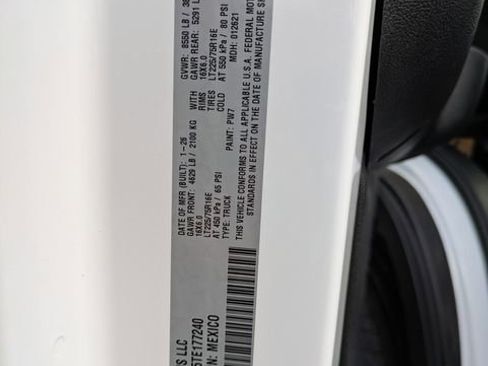 S LLC
DATE OF MFR (BUILT): 1-26 GVWR: 8550 LB / 38
GAWR FRONT: 4629 LB / 2100 KG WITH GAWR REAR: 5291 L
16X6.0 RIMS 16X6.0
LT225/75R16E TIRES LT225/75R16E
AT 450 kPa / 65 PSI COLD AT 550 kPa / 80 PSI
TYPE: TRUCK PAINT: PW7 MDH: 012621
THIS VEHICLE CONFORMS TO ALL APPLICABLE U.S.A. FEDERAL MOTOR
STANDARDS IN EFFECT ON THE DATE OF MANUFACTURE
5TE177240
N: MEXICO